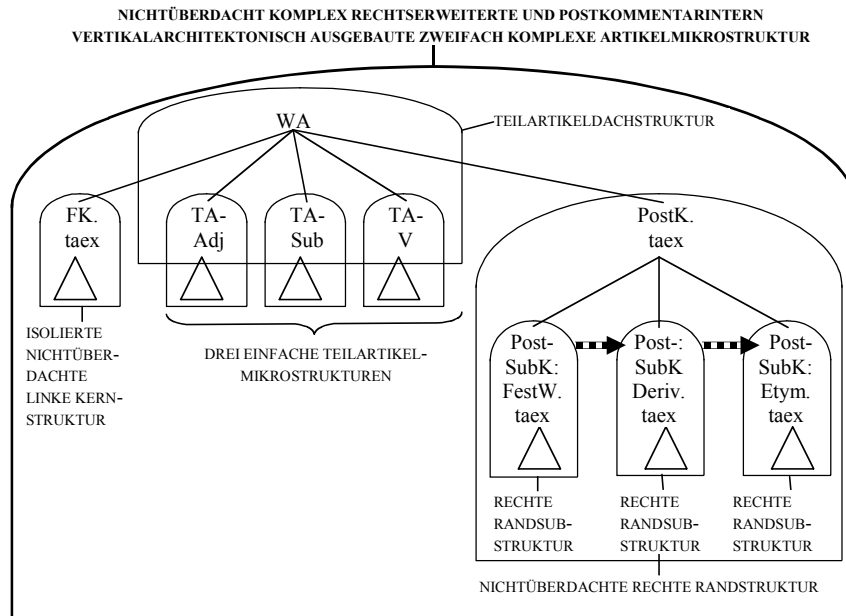 NICHTÜBERDACHT KOMPLEX RECHTSERWEITERTE UND POSTKOMMENTARINTERN
VERTIKALARCHITEKTONISCH AUSGEBAUTE ZWEIFACH KOMPLEXE ARTIKELMIKROSTRUKTUR
WA
TEILARTIKELDACHSTRUKTUR
FK.
taex
TA-
Adj
TA-
Sub
TA-
V
PostK.
taex
ISOLIERTE
NICHTÜBER-
DACHTE
LINKE KERN-
STRUKTUR
DREI EINFACHE TEILARTIKEL-
MIKROSTRUKTUREN
Post-
SubK:
FestW.
taex
Post-:
SubK
Deriv.
taex
Post-
SubK:
Etym.
taex
RECHTE
RANDSUB-
STRUKTUR
RECHTE
RANDSUB-
STRUKTUR
RECHTE
RANDSUB-
STRUKTUR
NICHTÜBERDACHTE RECHTE RANDSTRUKTUR